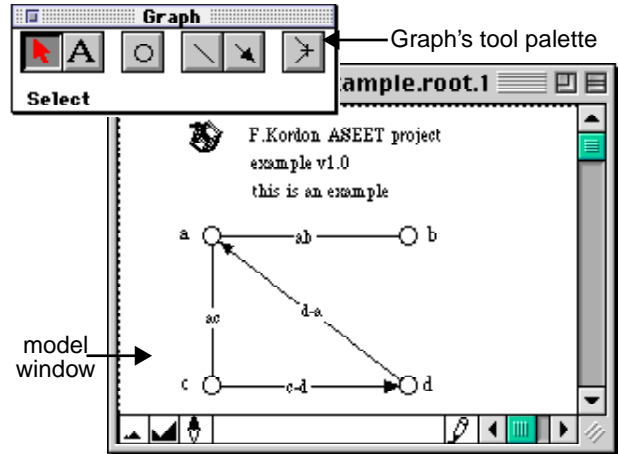 Graph
A
Graph's tool palette
Select
ample.root.1
F.Kordon ASEET project
example v1.0
this is an example
a
ab
b
ac
d-a
model
window
c
c-d
d